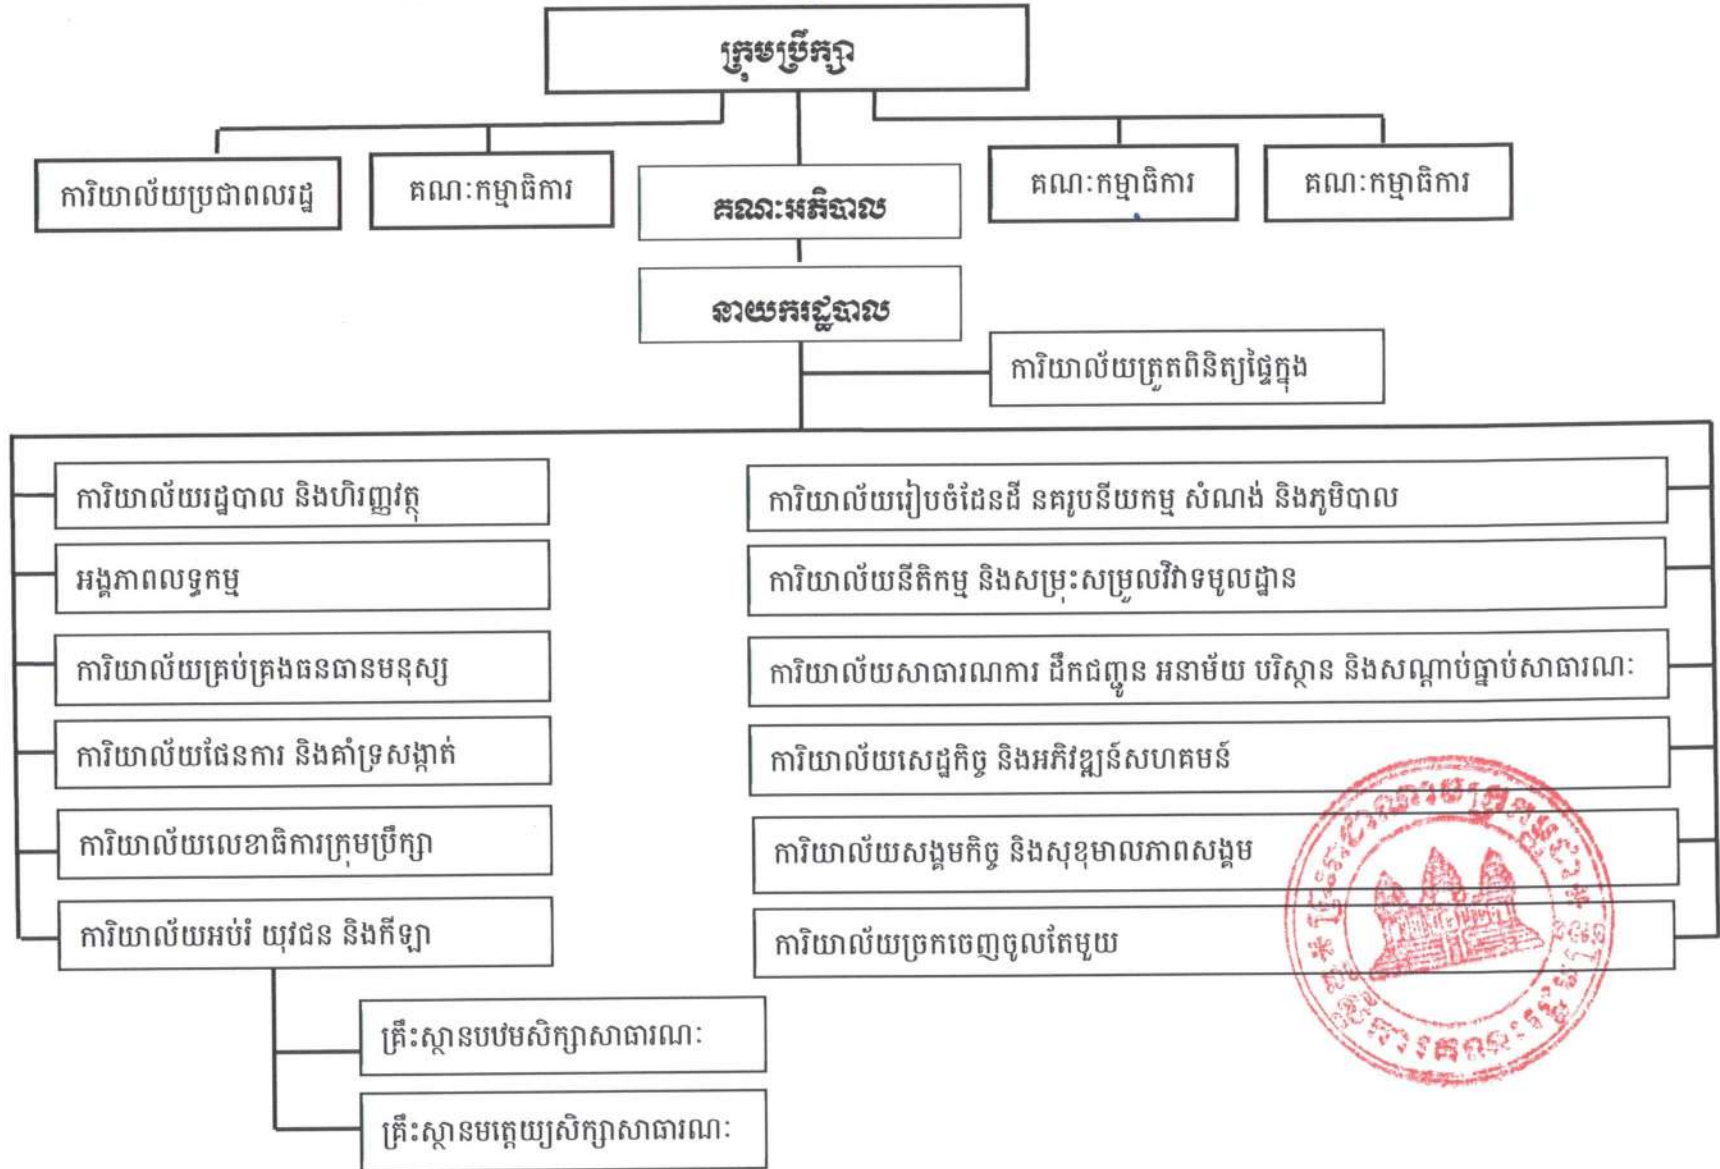 ក្រុមប្រឹក្សា
ការិយាល័យប្រជាពលរដ្ឋ
គណៈកម្មាធិការ
គណៈអភិបាល
គណៈកម្មាធិការ
គណៈកម្មាធិការ
នាយករដ្ឋបាល
ការិយាល័យត្រួតពិនិត្យផ្ទៃក្នុង
ការិយាល័យរដ្ឋបាល និងហិរញ្ញវត្ថុ
អង្គភាពលទ្ធកម្ម
ការិយាល័យគ្រប់គ្រងធនធានមនុស្ស
ការិយាល័យផែនការ និងគាំទ្រសង្កាត់
ការិយាល័យលេខាធិការក្រុមប្រឹក្សា
ការិយាល័យអប់រំ យុវជន និងកីឡា
គ្រឹះស្ថានបឋមសិក្សាសាធារណៈ
គ្រឹះស្ថានមត្តេយ្យសិក្សាសាធារណៈ
ការិយាល័យរៀបចំដែនដី នគរូបនីយកម្ម សំណង់ និងភូមិបាល
ការិយាល័យនីតិកម្ម និងសម្រុះសម្រួលវិវាទមូលដ្ឋាន
ការិយាល័យសាធារណការ ដឹកជញ្ជូន អនាម័យ បរិស្ថាន និងសណ្តាប់ធ្នាប់សាធារណៈ
ការិយាល័យសេដ្ឋកិច្ច និងអភិវឌ្ឍន៍សហគមន៍
ការិយាល័យសង្គមកិច្ច និងសុខុមាលភាពសង្គម
ការិយាល័យច្រកចេញចូលតែមួយ